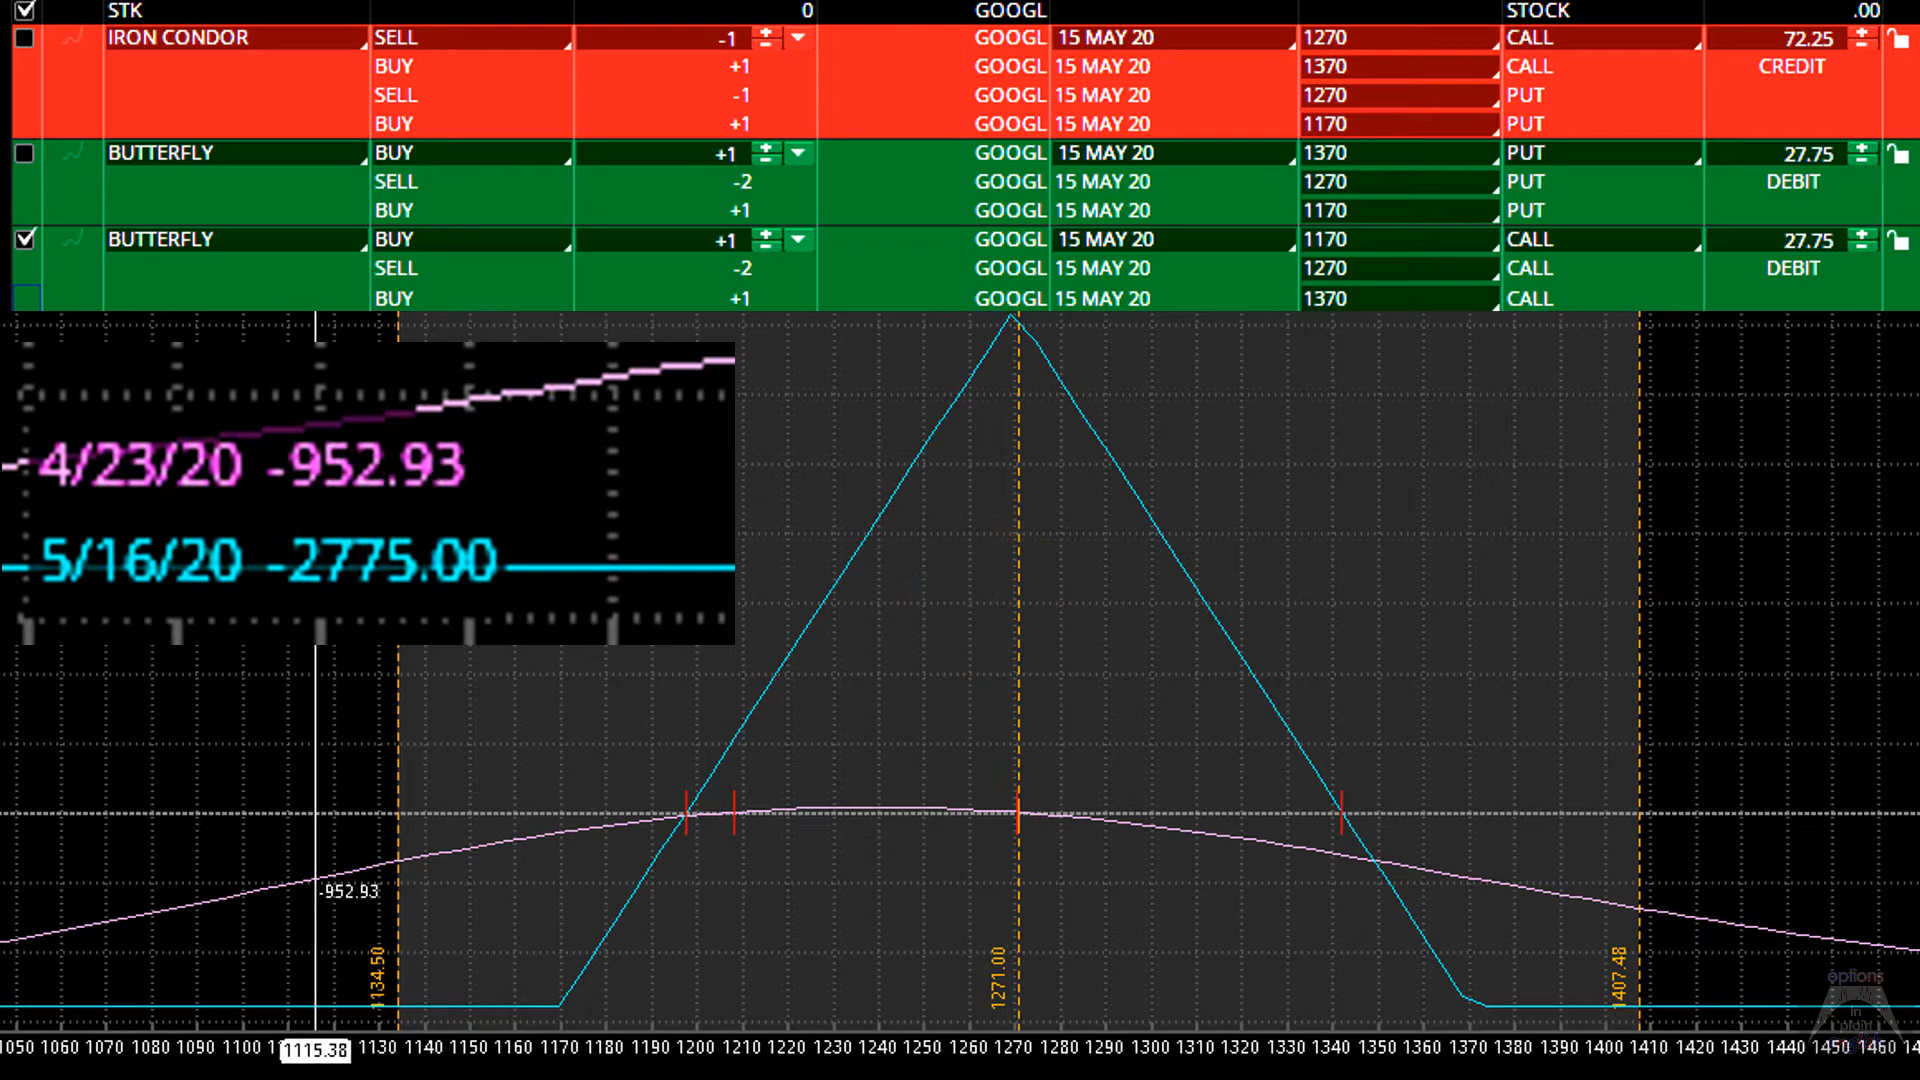 STK 0 GOOGL STOCK .00
IRON CONDOR SELL -1 GOOGL 15 MAY 20 1270 CALL 72.25
BUY +1 GOOGL 15 MAY 20 1370 CALL CREDIT
SELL -1 GOOGL 15 MAY 20 1270 PUT
BUY +1 GOOGL 15 MAY 20 1170 PUT
BUTTERFLY BUY +1 GOOGL 15 MAY 20 1370 PUT 27.75
SELL -2 GOOGL 15 MAY 20 1270 PUT DEBIT
BUY +1 GOOGL 15 MAY 20 1170 PUT
BUTTERFLY BUY +1 GOOGL 15 MAY 20 1170 CALL 27.75
SELL -2 GOOGL 15 MAY 20 1270 CALL DEBIT
BUY +1 GOOGL 15 MAY 20 1370 CALL
4/23/20 -952.93
5/16/20 -2775.00
-952.93
1134.50
1271.00
1407.48
options
in
plain
1050 1060 1070 1080 1090 1100 1115.38 1130 1140 1150 1160 1170 1180 1190 1200 1210 1220 1230 1240 1250 1260 1270 1280 1290 1300 1310 1320 1330 1340 1350 1360 1370 1380 1390 1400 1410 1420 1430 1440 1450 1460 14